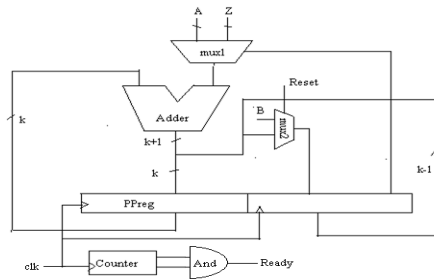 A Z
mux1
Reset
k
Adder
B
mux2
k+1
k
k-1
PPreg
clk
Counter
And
Ready